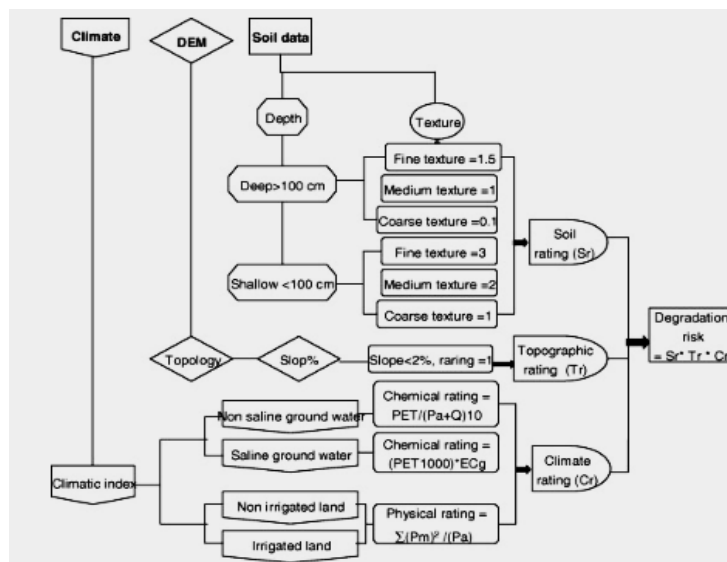 Climate
DEM
Soil data
Depth
Texture
Fine texture =1.5
Deep>100 cm
Medium texture=1
Coarse texture=0.1
Fine texture =3
Shallow <100 cm
Medium texture=2
Coarse texture =1
Soil
rating (Sr)
Degradation
risk
= Sr* Tr * Cr
Topology
Slop%
Slope<2%, raring =1
Topographic
rating (Tr)
Non saline ground water
Chemical rating =
PET/(Pa+Q)10
Saline ground water
Chemical rating =
(PET1000)*ECg
Climatic index
Climate
rating (Cr)
Non irrigated land
Irrigated land
Physical rating =
∑(Pm)² /(Pa)